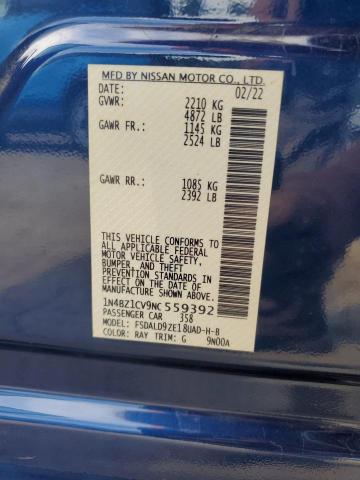 MFD BY NISSAN MOTOR CO., LTD.
02/22
GVWR: 2210 KG
4872 LB
GAWR FR.: 1145 KG
2524 LB
GAWR RR.: 1085 KG
2392 LB
THIS VEHICLE CONFORMS TO
ALL APPLICABLE FEDERAL
MOTOR VEHICLE SAFETY,
BUMPER, AND THEFT
PREVENTION STANDARDS
IN EFFECT ON THE DATE OF
MANUFACTURE SHOWN ABOVE.
1N4BZ1CV9NC559392
PASSENGER CAR 358
MODEL: FSDALD9ZE18UAD-H-B
COLOR: RAY TRIM: G 9N00A